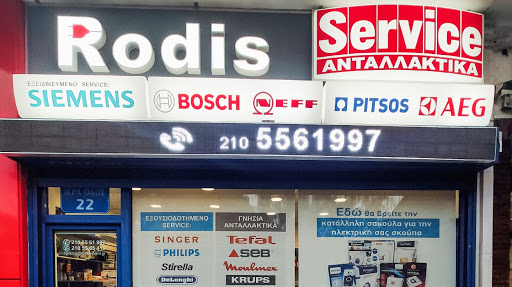 Rodis
Service
ΑΝΤΑΛΛΑΚΤΙΚΑ
ΕΞΕΙΔΙΚΕΥΜΕΝΟ SERVICE:
SIEMENS
BOSCH
NEFF
PITSOS
AEG
210 5561997
22
ΕΞΟΥΣΙΟΔΟΤΗΜΕΝΟ
SERVICE:
SINGER
PHILIPS
Stirella
DeLonghi
ΓΝΗΣΙΑ
ΑΝΤΑΛΛΑΚΤΙΚΑ
Tefal
SEB
Moulinex
KRUPS
Εδώ θα βρείτε την
κατάλληλη σακούλα για την
ηλεκτρική σας σκούπα